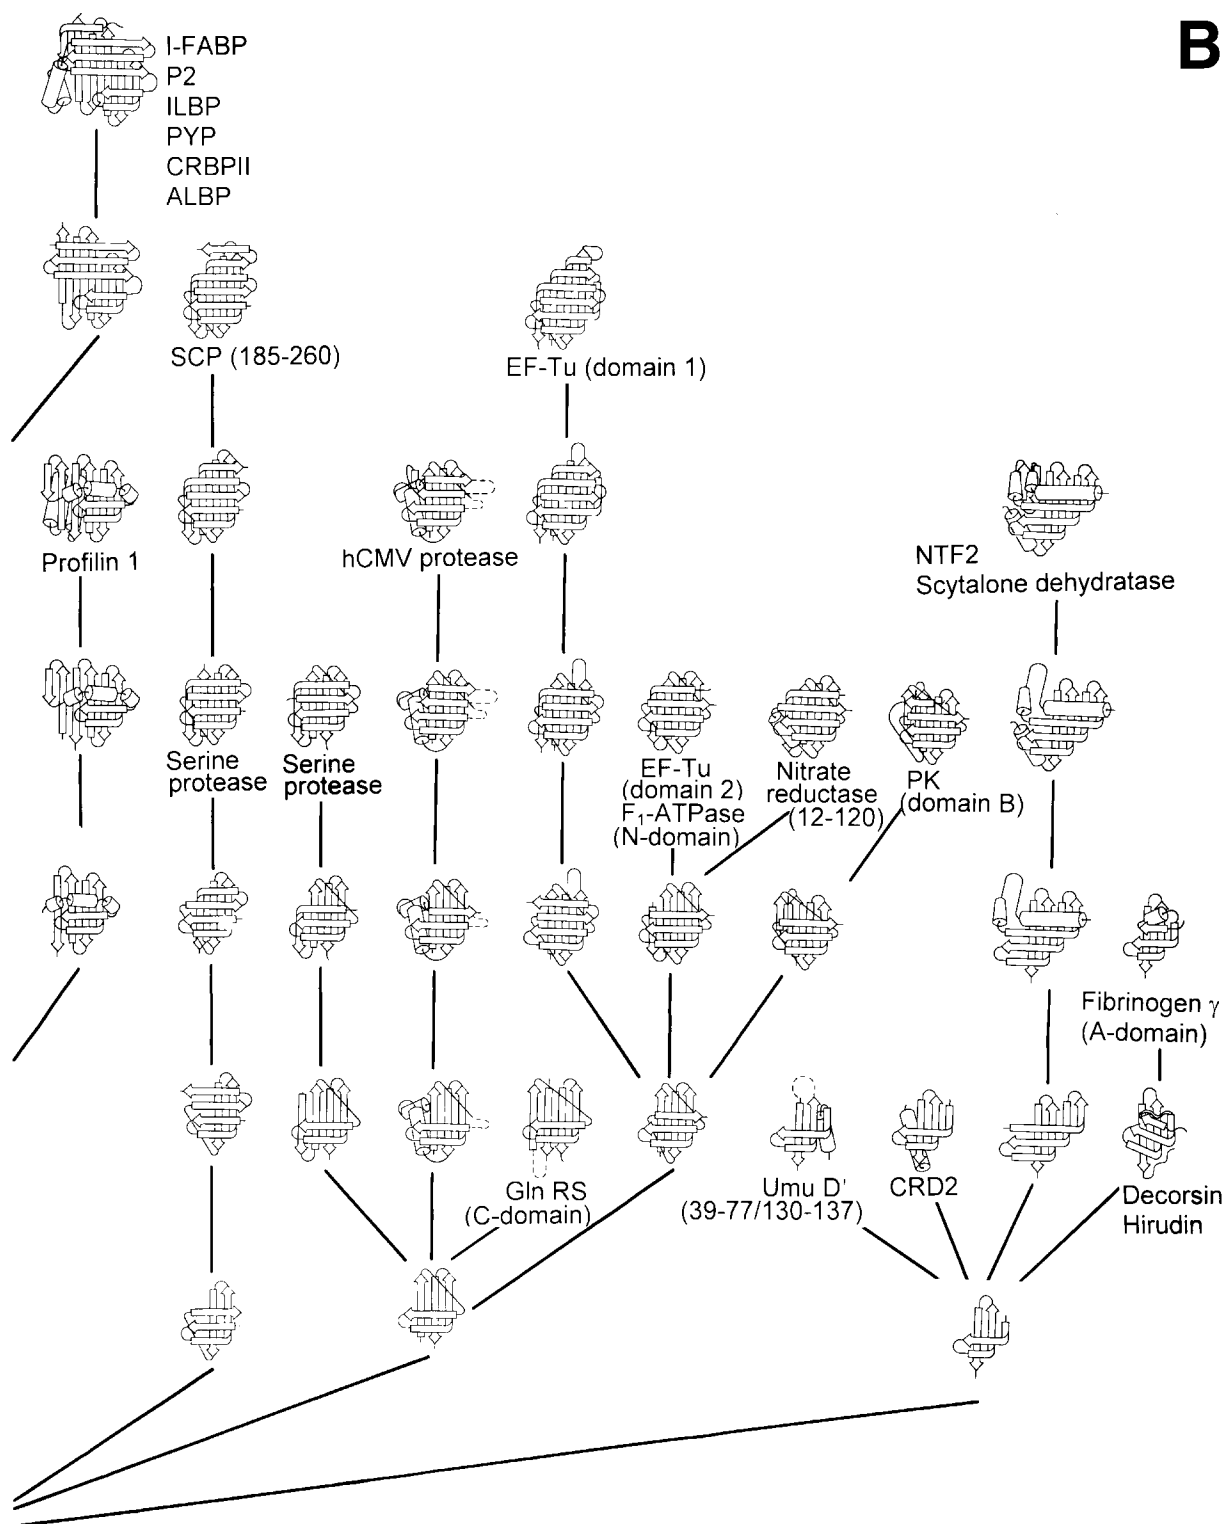 B
I-FABP
P2
ILBP
PYP
CRBPII
ALBP
SCP (185-260)
EF-Tu (domain 1)
Profilin 1
hCMV protease
NTF2
Scytalone dehydratase
Serine
protease
Serine
protease
EF-Tu
(domain 2)
F₁-ATPase
(N-domain)
Nitrate
reductase
(12-120)
PK
(domain B)
Fibrinogen γ
(A-domain)
Gln RS
(C-domain)
Umu D'
(39-77/130-137)
CRD2
Decorsin
Hirudin